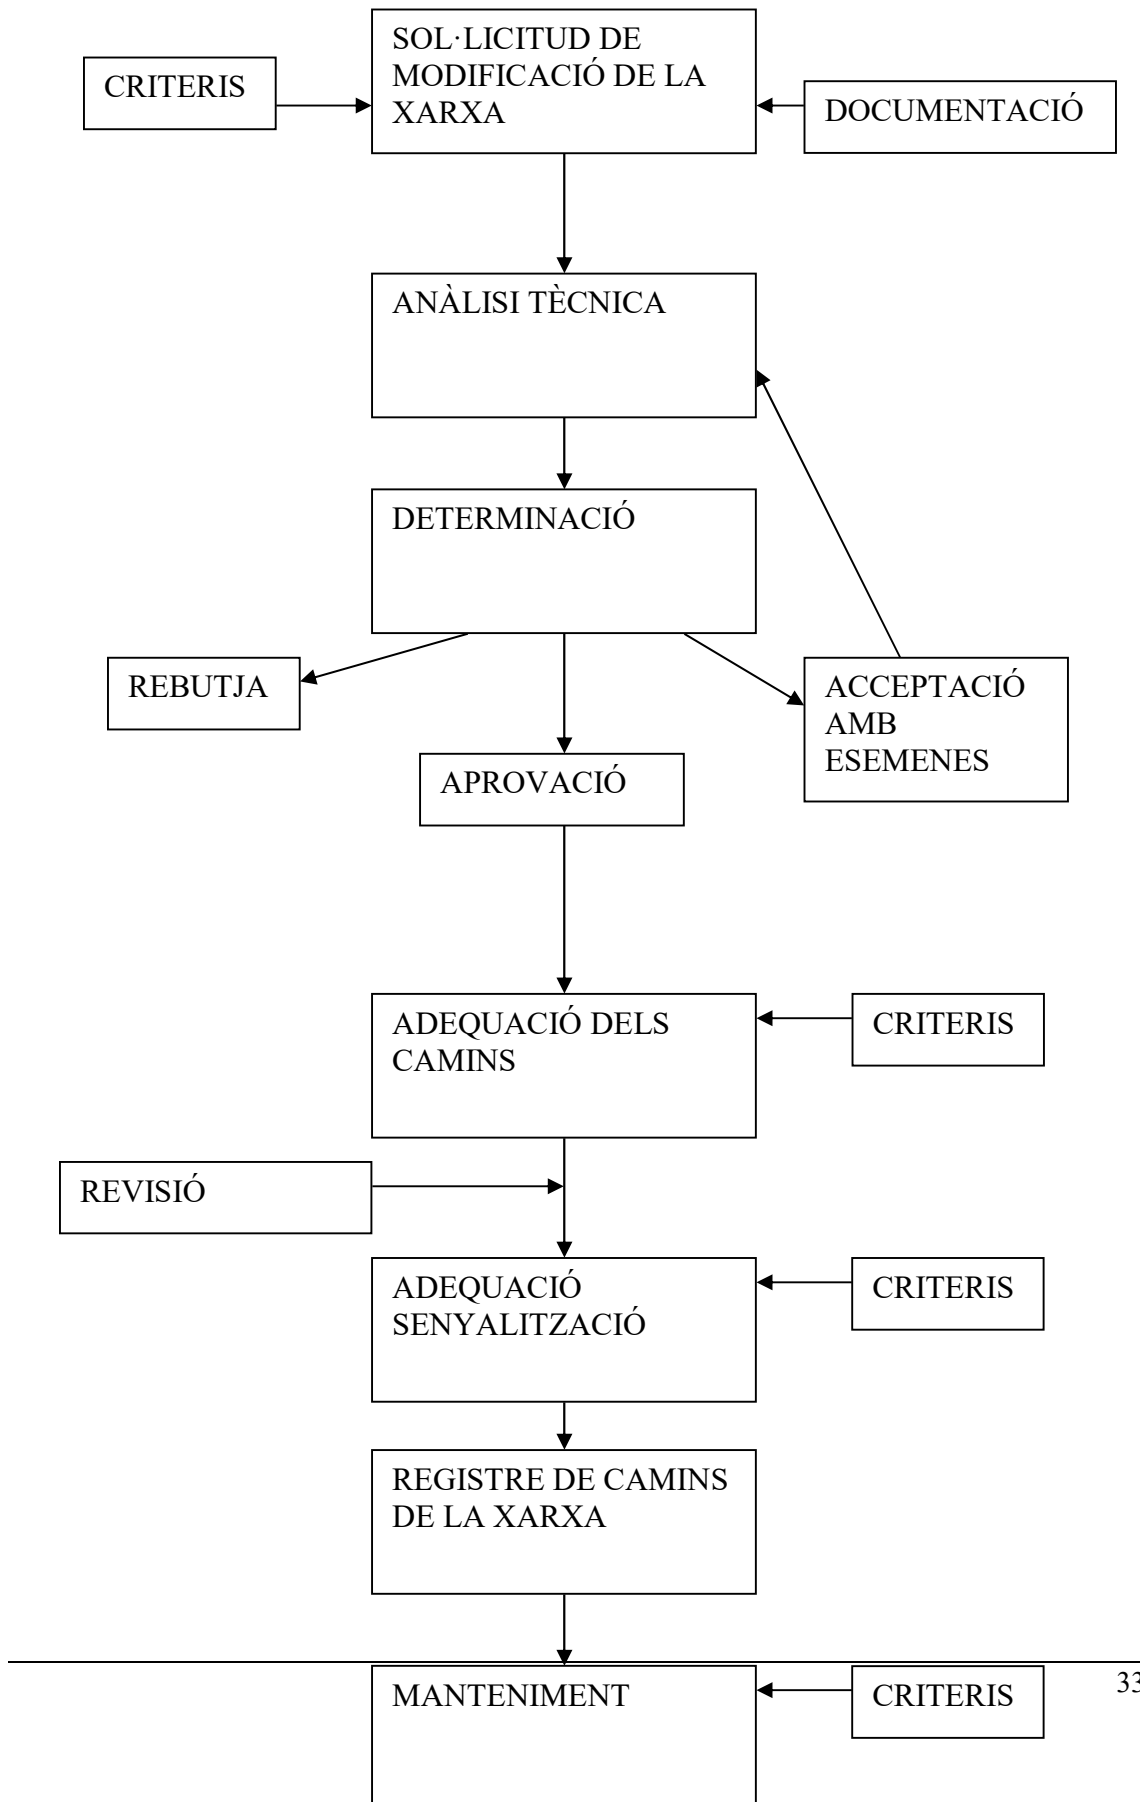 SOL·LICITUD DE
MODIFICACIÓ DE LA
XARXA
CRITERIS
DOCUMENTACIÓ
ANÀLISI TÈCNICA
DETERMINACIÓ
REBUTJA
ACCEPTACIÓ
AMB
ESEMENES
APROVACIÓ
ADEQUACIÓ DELS
CAMINS
CRITERIS
REVISIÓ
ADEQUACIÓ
SENYALITZACIÓ
CRITERIS
REGISTRE DE CAMINS
DE LA XARXA
MANTENIMENT
CRITERIS
33